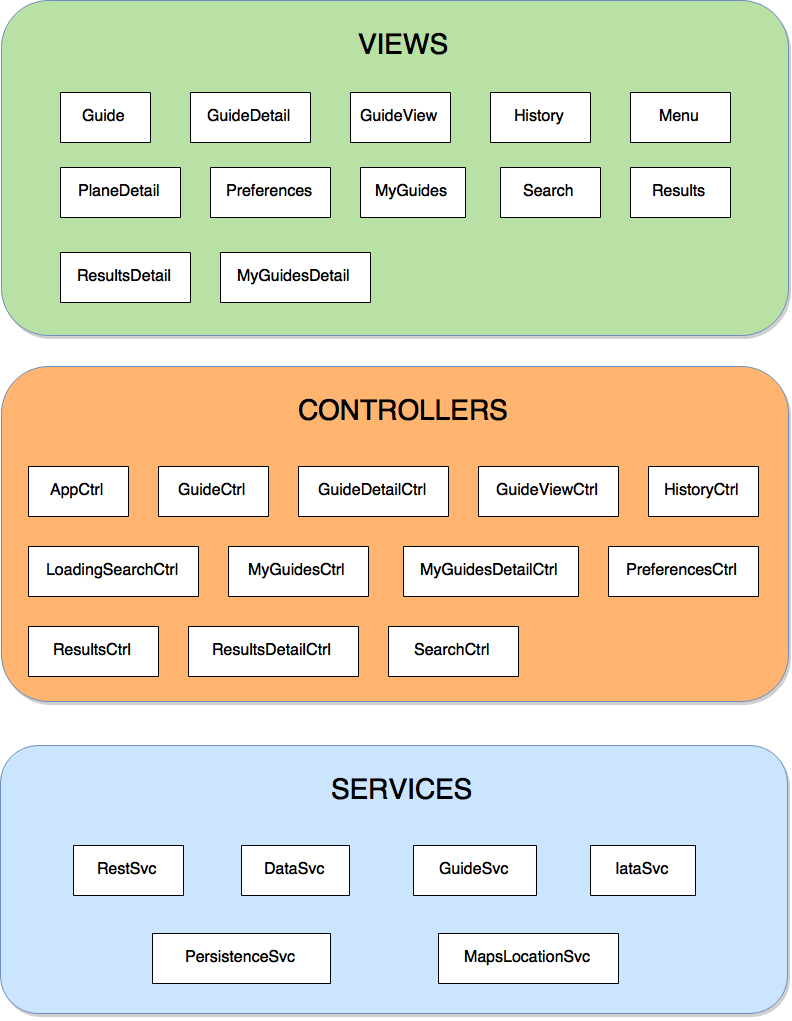 VIEWS
Guide GuideDetail GuideView History Menu
PlaneDetail Preferences MyGuides Search Results
ResultsDetail MyGuidesDetail
CONTROLLERS
AppCtrl GuideCtrl GuideDetailCtrl GuideViewCtrl HistoryCtrl
LoadingSearchCtrl MyGuidesCtrl MyGuidesDetailCtrl PreferencesCtrl
ResultsCtrl ResultsDetailCtrl SearchCtrl
SERVICES
RestSvc DataSvc GuideSvc IataSvc
PersistenceSvc MapsLocationSvc